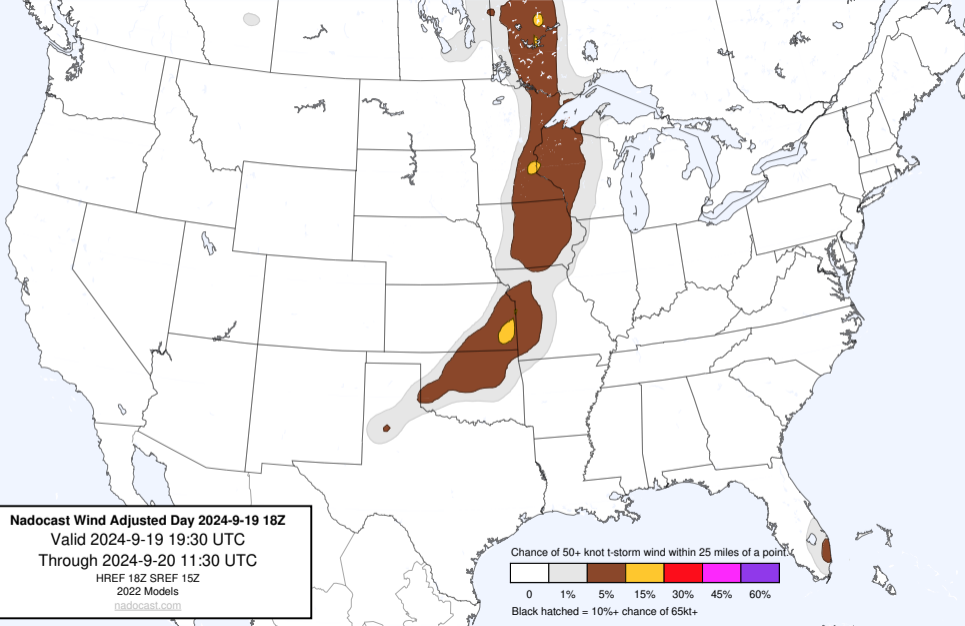 Nadocast Wind Adjusted Day 2024-9-19 18Z
Valid 2024-9-19 19:30 UTC
Through 2024-9-20 11:30 UTC
HREF 18Z SREF 15Z
2022 Models
nadocast.com
Chance of 50+ knot t-storm wind within 25 miles of a point.
0 1% 5% 15% 30% 45% 60%
Black hatched = 10%+ chance of 65kt+